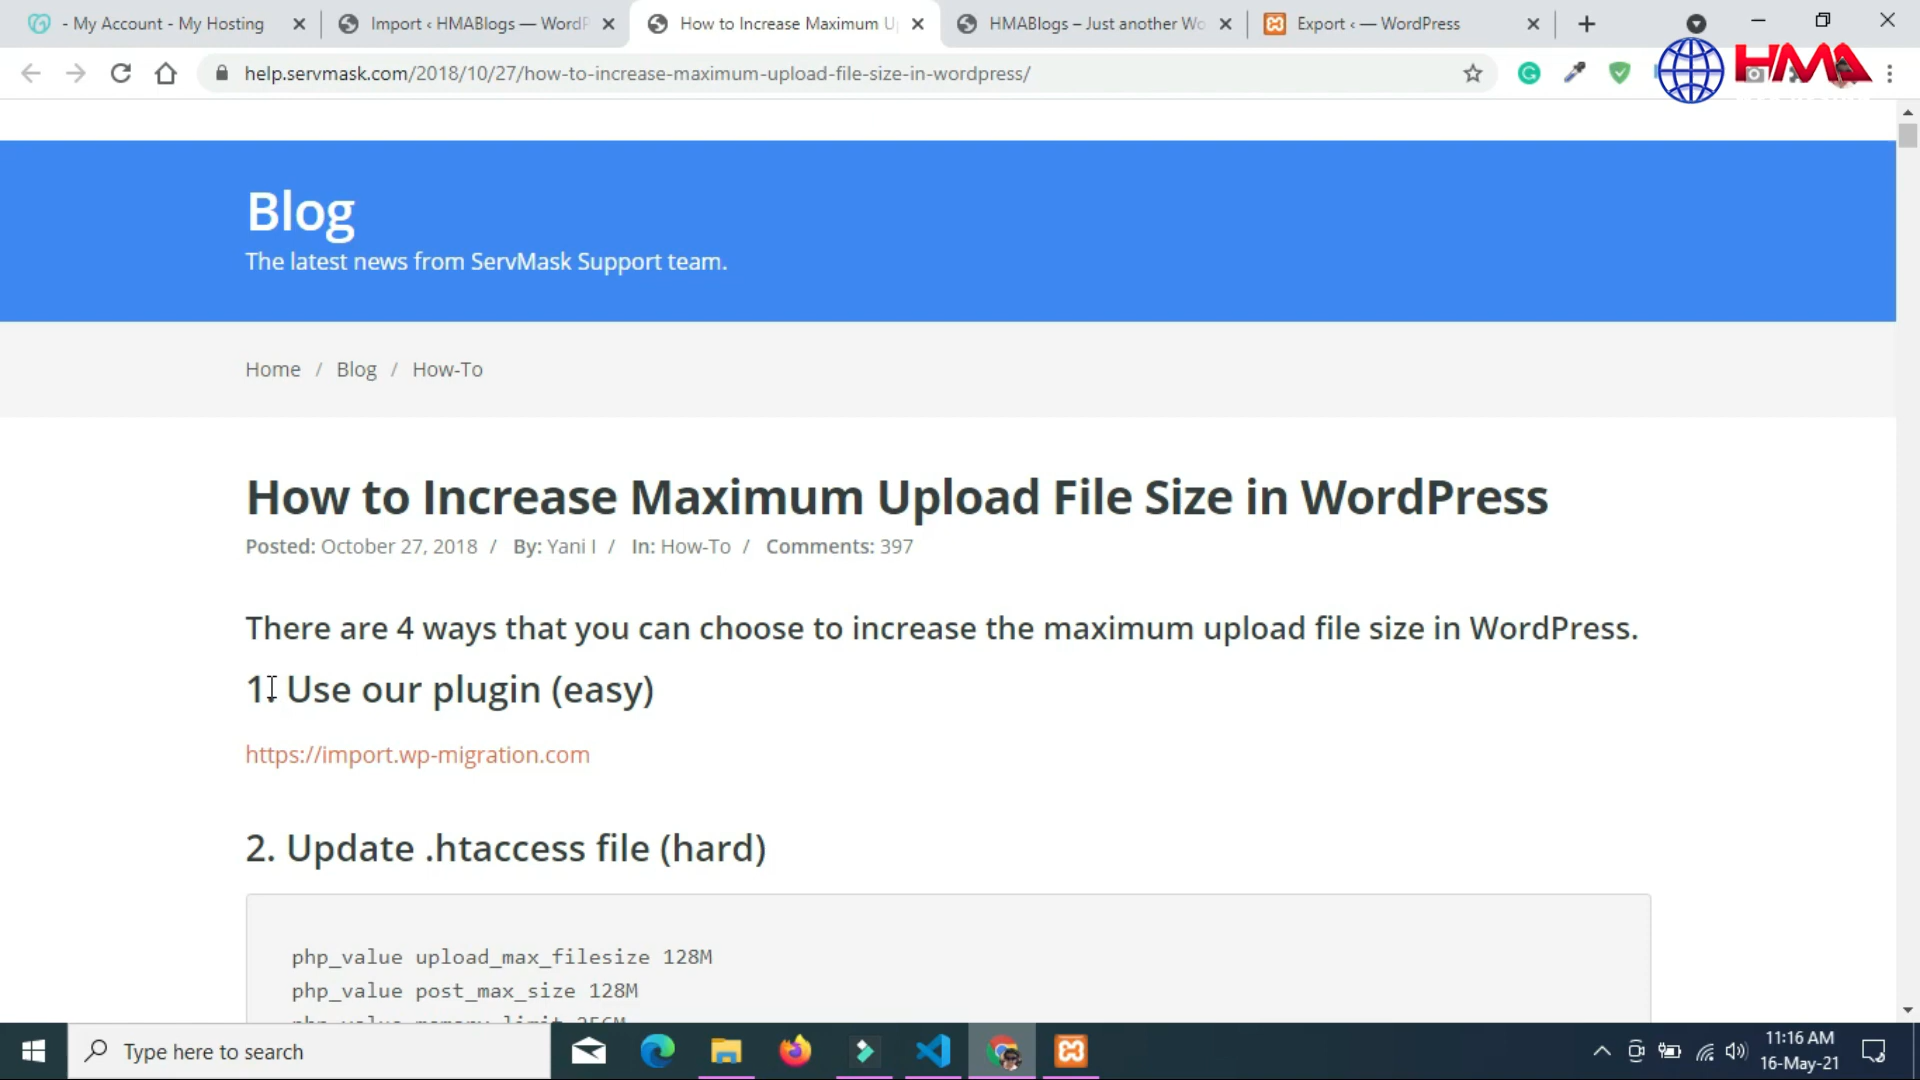 - My Account - My Hosting
Import ‹ HMABlogs — WordP
How to Increase Maximum U
HMABlogs – Just another Wo
Export ‹ — WordPress
help.servmask.com/2018/10/27/how-to-increase-maximum-upload-file-size-in-wordpress/
HMA
Blog
The latest news from ServMask Support team.
Home / Blog / How-To
How to Increase Maximum Upload File Size in WordPress
Posted: October 27, 2018 / By: Yani I / In: How-To / Comments: 397
There are 4 ways that you can choose to increase the maximum upload file size in WordPress.
1. Use our plugin (easy)
https://import.wp-migration.com
2. Update .htaccess file (hard)
php_value upload_max_filesize 128M
php_value post_max_size 128M
php_value memory_limit 256M
Type here to search
11:16 AM
16-May-21